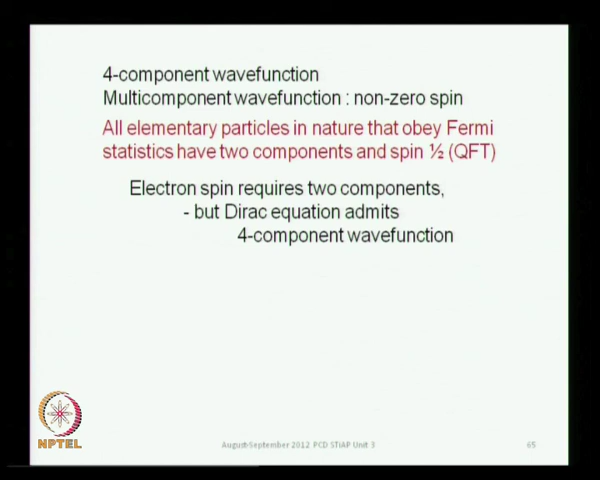 4-component wavefunction
Multicomponent wavefunction : non-zero spin
All elementary particles in nature that obey Fermi
statistics have two components and spin ½ (QFT)
Electron spin requires two components,
- but Dirac equation admits
4-component wavefunction
NPTEL
August-September 2012 PCD STiAP Unit 3
65